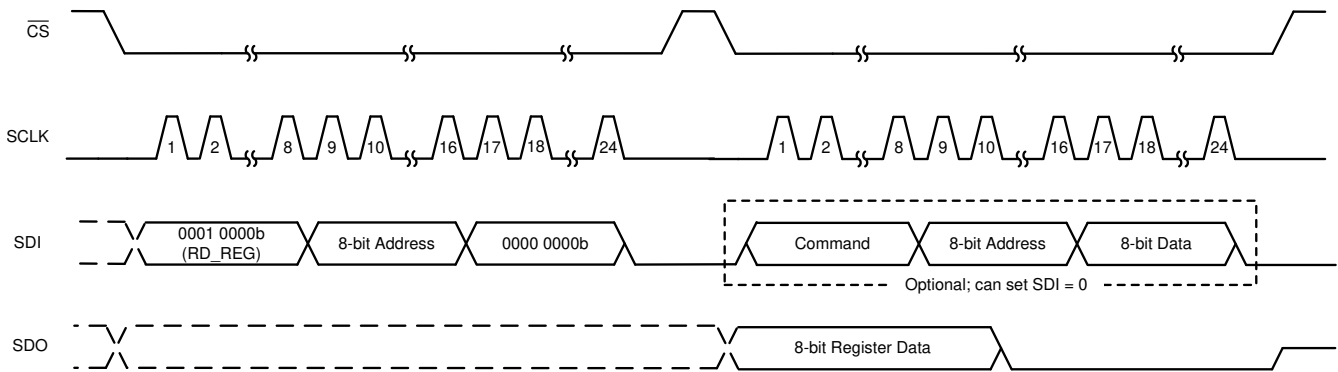 CS
SCLK
1 2 8 9 10 16 17 18 24 1 2 8 9 10 16 17 18 24
SDI
0001 0000b
(RD_REG)
8-bit Address
0000 0000b
Command
8-bit Address
8-bit Data
Optional; can set SDI = 0
SDO
8-bit Register Data